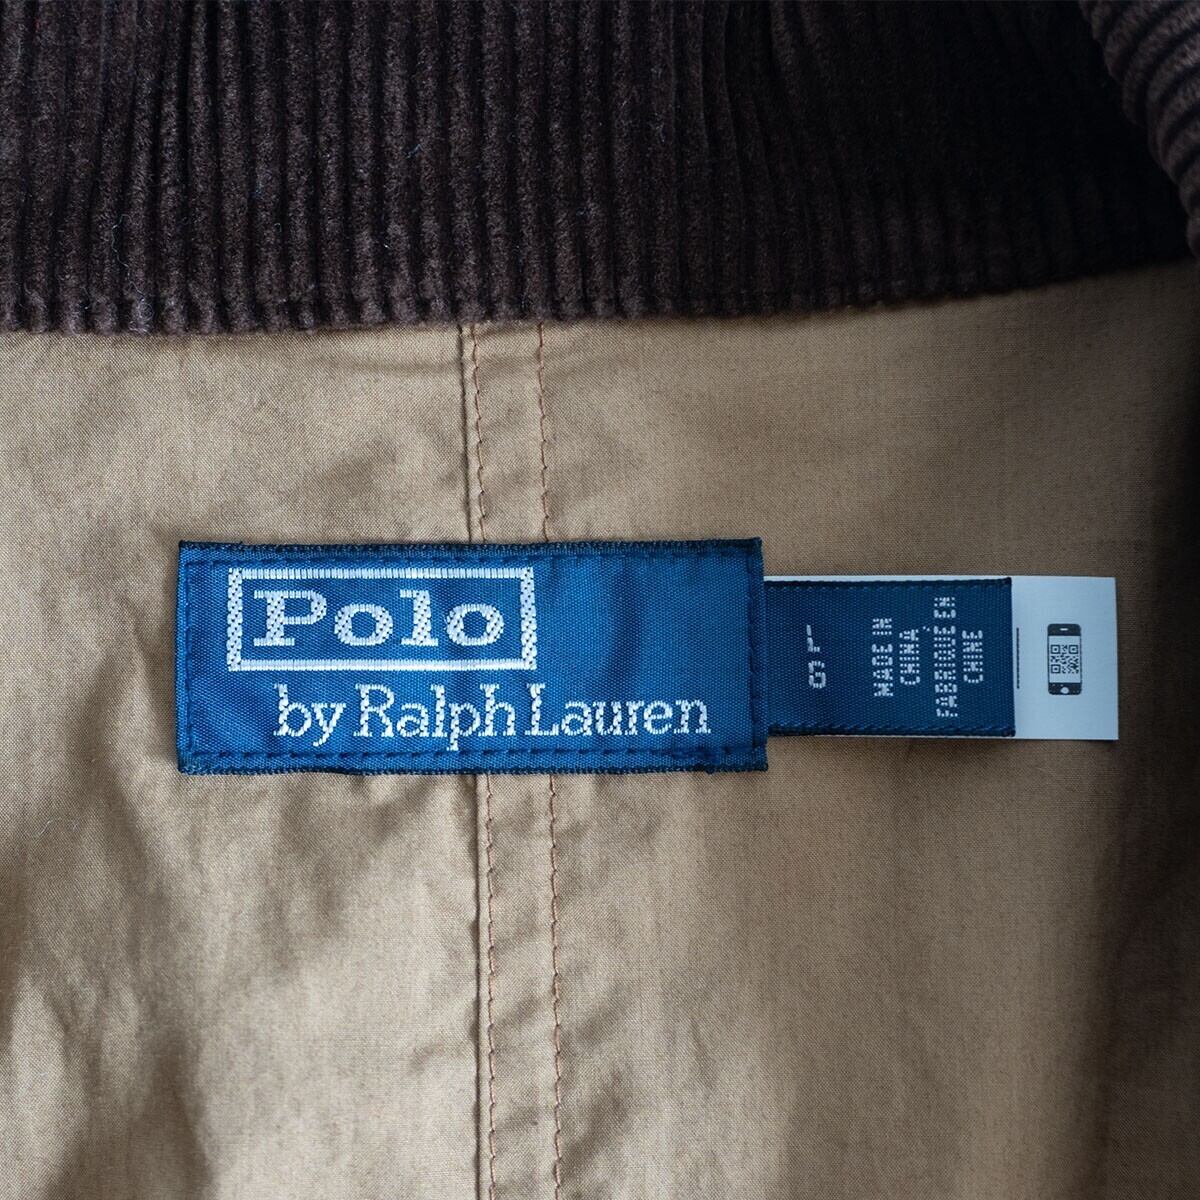 Polo
by Ralph Lauren
L
G
MADE IN
CHINA
FABRIQUÉ EN
CHINE